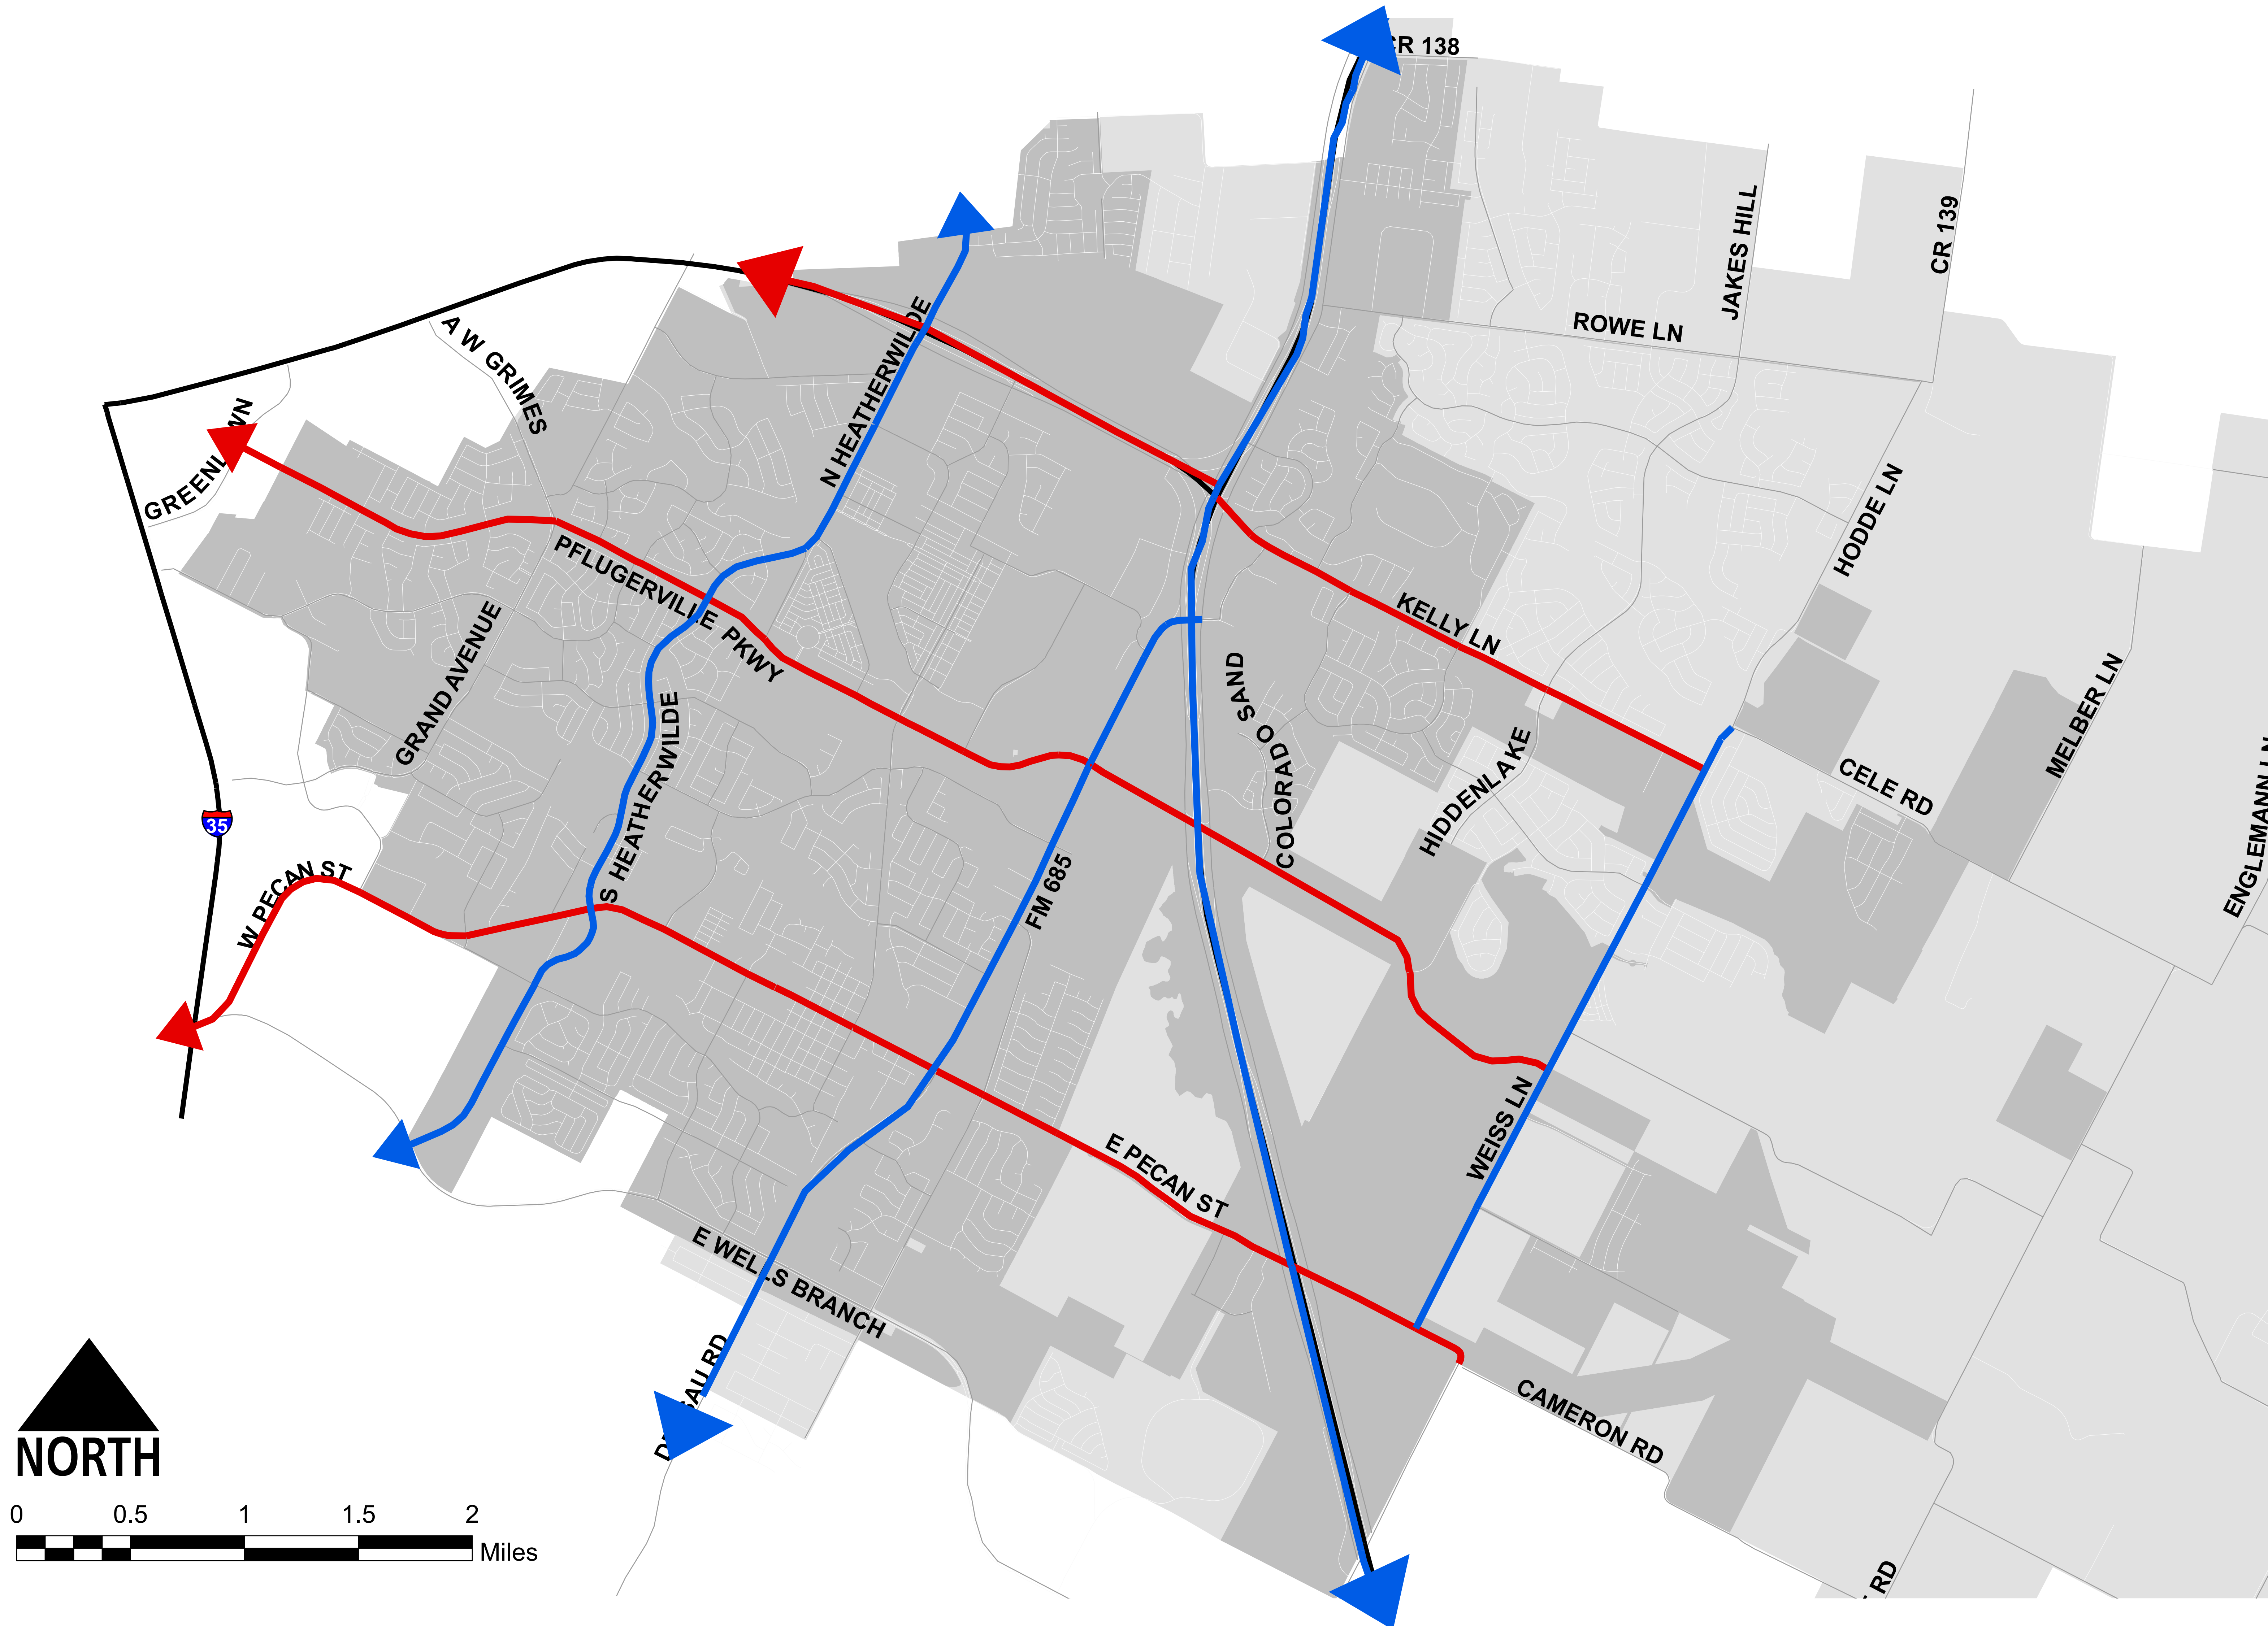 CR 138
JAKES HILL
CR 139
N HEATHERWILDE
A W GRIMES
ROWE LN
HODDE LN
PFLUGERVILLE PKWY
KELLY LN
GRAND AVENUE
SAND
COLORADO
S HEATHERWILDE
HIDDENLAKE
MELBER LN
CELE RD
35
W PECAN ST
FM 685
WEISS LN
E PECAN ST
E WELLS BRANCH
CAMERON RD
RD
NORTH
0 0.5 1 1.5 2
Miles